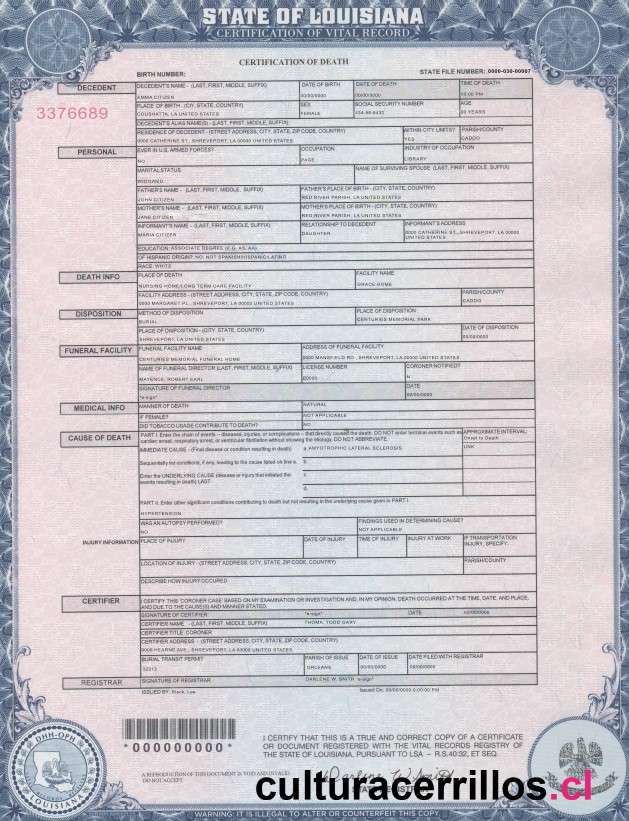 STATE OF LOUISIANA
CERTIFICATION OF VITAL RECORD
CERTIFICATION OF DEATH
BIRTH NUMBER: STATE FILE NUMBER: 0000-030-00007
3376689
DECEDENT
DECEDENT'S NAME - (LAST, FIRST, MIDDLE, SUFFIX) DATE OF BIRTH DATE OF DEATH TIME OF DEATH
AMMA CITIZEN 00/00/0000 00/00/0000 00:00 PM
PLACE OF BIRTH - (CITY, STATE, COUNTRY) SEX SOCIAL SECURITY NUMBER AGE
COUSHATTA, LA UNITED STATES FEMALE 00 YEARS
DECEDENT'S ALIAS NAME(S) - (LAST, FIRST, MIDDLE, SUFFIX)
RESIDENCE OF DECEDENT - (STREET ADDRESS, CITY, STATE, ZIP CODE, COUNTRY) WITHIN CITY LIMITS? PARISH/COUNTY
0000 CATHERINE ST, SHREVEPORT, LA 00000 UNITED STATES YES CADDO
PERSONAL
EVER IN U.S. ARMED FORCES? OCCUPATION INDUSTRY OF OCCUPATION
NO PAGE LIBRARY
MARITAL STATUS NAME OF SURVIVING SPOUSE (LAST, FIRST, MIDDLE, SUFFIX)
WIDOWED
FATHER'S NAME - (LAST, FIRST, MIDDLE, SUFFIX) FATHER'S PLACE OF BIRTH - (CITY, STATE, COUNTRY)
JOHN CITIZEN RED RIVER PARISH, LA UNITED STATES
MOTHER'S NAME - (LAST, FIRST, MIDDLE, SUFFIX) MOTHER'S PLACE OF BIRTH - (CITY, STATE, COUNTRY)
JANE CITIZEN RED RIVER PARISH, LA UNITED STATES
INFORMANT'S NAME - (LAST, FIRST, MIDDLE, SUFFIX) RELATIONSHIP TO DECEDENT INFORMANT'S ADDRESS
MARIA CITIZEN DAUGHTER 0000 CATHERINE ST., SHREVEPORT, LA 00000
UNITED STATES
EDUCATION: ASSOCIATE DEGREE (E.G. AS, AA)
OF HISPANIC ORIGIN? NO, NOT SPANISH/HISPANIC/LATINO
RACE: WHITE
DEATH INFO
PLACE OF DEATH FACILITY NAME
NURSING HOME/LONG TERM CARE FACILITY GRACE HOME
FACILITY ADDRESS - (STREET ADDRESS, CITY, STATE, ZIP CODE, COUNTRY) PARISH/COUNTY
0000 MARGARET PL., SHREVEPORT, LA 00000 UNITED STATES CADDO
DISPOSITION
METHOD OF DISPOSITION PLACE OF DISPOSITION
BURIAL CENTURIES MEMORIAL PARK
PLACE OF DISPOSITION - (CITY, STATE, COUNTRY) DATE OF DISPOSITION
SHREVEPORT, LA UNITED STATES 00/00/0000
FUNERAL FACILITY
FUNERAL FACILITY NAME ADDRESS OF FUNERAL FACILITY
CENTURIES MEMORIAL FUNERAL HOME 0000 MANSFIELD RD., SHREVEPORT, LA 00000 UNITED STATES
NAME OF FUNERAL DIRECTOR (LAST, FIRST, MIDDLE, SUFFIX) LICENSE NUMBER CORONER NOTIFIED?
MAYENCE, ROBERT EARL E0000 N
SIGNATURE OF FUNERAL DIRECTOR DATE
*e-sign* 00/00/0000
MEDICAL INFO
MANNER OF DEATH NATURAL
IF FEMALE? NOT APPLICABLE
DID TOBACCO USAGE CONTRIBUTE TO DEATH? NO
CAUSE OF DEATH
PART I. Enter the chain of events -- diseases, injuries, or complications -- that directly caused the death. DO NOT enter terminal events such as APPROXIMATE INTERVAL:
cardiac arrest, respiratory arrest, or ventricular fibrillation without showing the etiology. DO NOT ABBREVIATE. Onset to Death
IMMEDIATE CAUSE - (Final disease or condition resulting in death) a. AMYOTROPHIC LATERAL SCLEROSIS UNK
Sequentially list conditions, if any, leading to the cause listed on line a. b.
Enter the UNDERLYING CAUSE (disease or injury that initiated the c.
events resulting in death) LAST d.
PART II. Enter other significant conditions contributing to death but not resulting in the underlying cause given in PART I.
HYPERTENSION
WAS AN AUTOPSY PERFORMED? FINDINGS USED IN DETERMINING CAUSE?
NO NOT APPLICABLE
INJURY INFORMATION
PLACE OF INJURY DATE OF INJURY TIME OF INJURY INJURY AT WORK IF TRANSPORTATION
INJURY, SPECIFY:
LOCATION OF INJURY - (STREET ADDRESS, CITY, STATE, ZIP CODE, COUNTRY) PARISH/COUNTY
DESCRIBE HOW INJURY OCCURED
CERTIFIER
I CERTIFY THIS 'CORONER CASE' BASED ON MY EXAMINATION OR INVESTIGATION AND, IN MY OPINION, DEATH OCCURRED AT THE TIME, DATE, AND PLACE,
AND DUE TO THE CAUSE(S) AND MANNER STATED.
SIGNATURE OF CERTIFIER: *e-sign* DATE 00/00/0000
CERTIFIER NAME - (LAST, FIRST, MIDDLE, SUFFIX) THOMA, TODD GARY
CERTIFIER TITLE: CORONER
CERTIFIER ADDRESS - (STREET ADDRESS, CITY, STATE, ZIP CODE, COUNTRY)
0000 HEARNE AVE., SHREVEPORT, LA 00000 UNITED STATES
BURIAL TRANSIT PERMIT PARISH OF ISSUE DATE OF ISSUE DATE FILED WITH REGISTRAR
ORLEANS 00/00/0000 00/00/0000
REGISTRAR
SIGNATURE OF REGISTRAR DARLENE W. SMITH *e-sign*
ISSUED BY: Issued On: 00/00/0000 0:00:00 PM
*000000000*
I CERTIFY THAT THIS IS A TRUE AND CORRECT COPY OF A CERTIFICATE
OR DOCUMENT REGISTERED WITH THE VITAL RECORDS REGISTRY OF
THE STATE OF LOUISIANA, PURSUANT TO LSA – R.S.40:32, ET SEQ.
A REPRODUCTION OF THIS DOCUMENT IS VOID AND INVALID.
DO NOT ACCEPT
DHH-OPH
LOUISIANA
culturacerrillos.cl
WARNING: IT IS ILLEGAL TO ALTER OR COUNTERFEIT THIS COPY